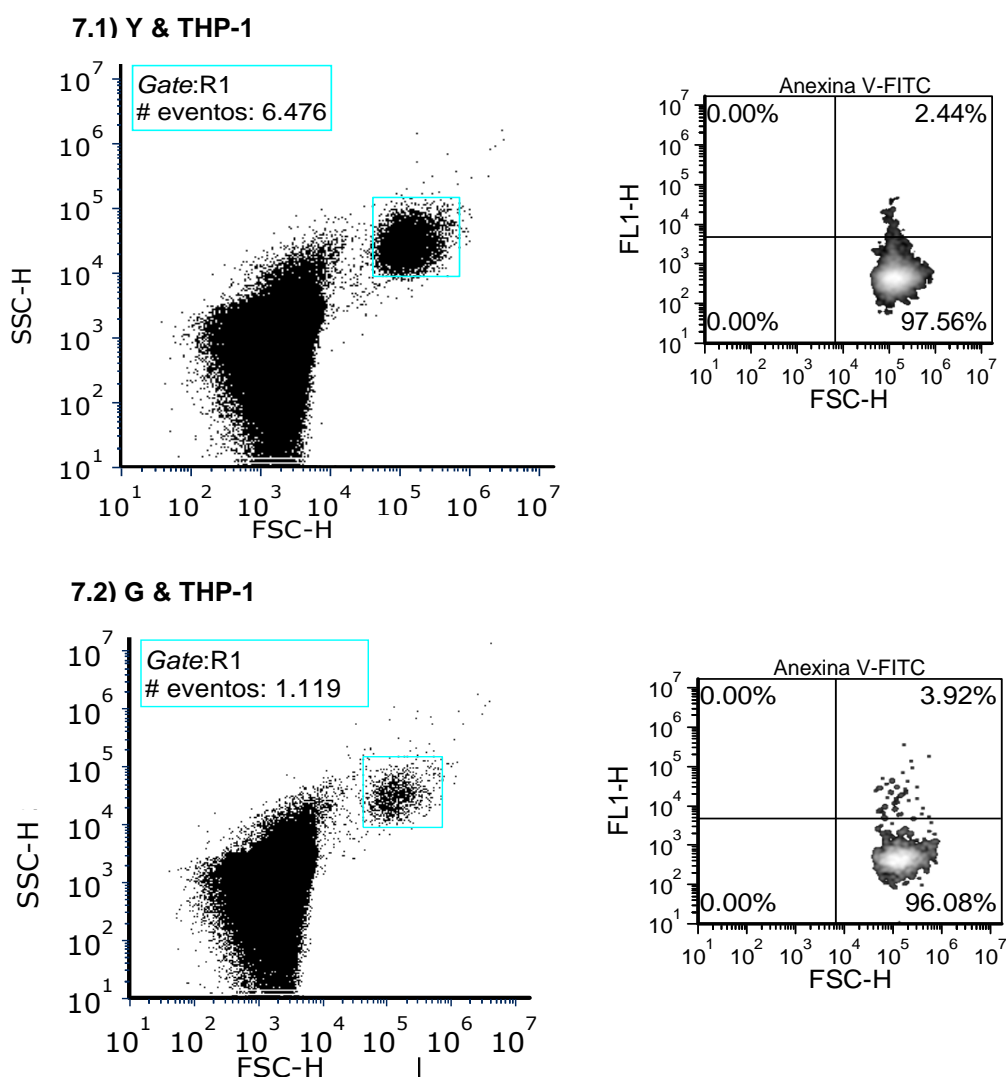 7.1) Y & THP-1
Gate:R1
# eventos: 6.476
10^7
10^6
10^5
10^4
10^3
10^2
10^1
SSC-H
10^1 10^2 10^3 10^4 10^5 10^6 10^7
FSC-H
Anexina V-FITC
0.00% 2.44%
0.00% 97.56%
10^7
10^6
10^5
10^4
10^3
10^2
10^1
FL1-H
10^1 10^2 10^3 10^4 10^5 10^6 10^7
FSC-H
7.2) G & THP-1
Gate:R1
# eventos: 1.119
10^7
10^6
10^5
10^4
10^3
10^2
10^1
SSC-H
10^1 10^2 10^3 10^4 10^5 10^6 10^7
FSC-H
Anexina V-FITC
0.00% 3.92%
0.00% 96.08%
10^7
10^6
10^5
10^4
10^3
10^2
10^1
FL1-H
10^1 10^2 10^3 10^4 10^5 10^6 10^7
FSC-H